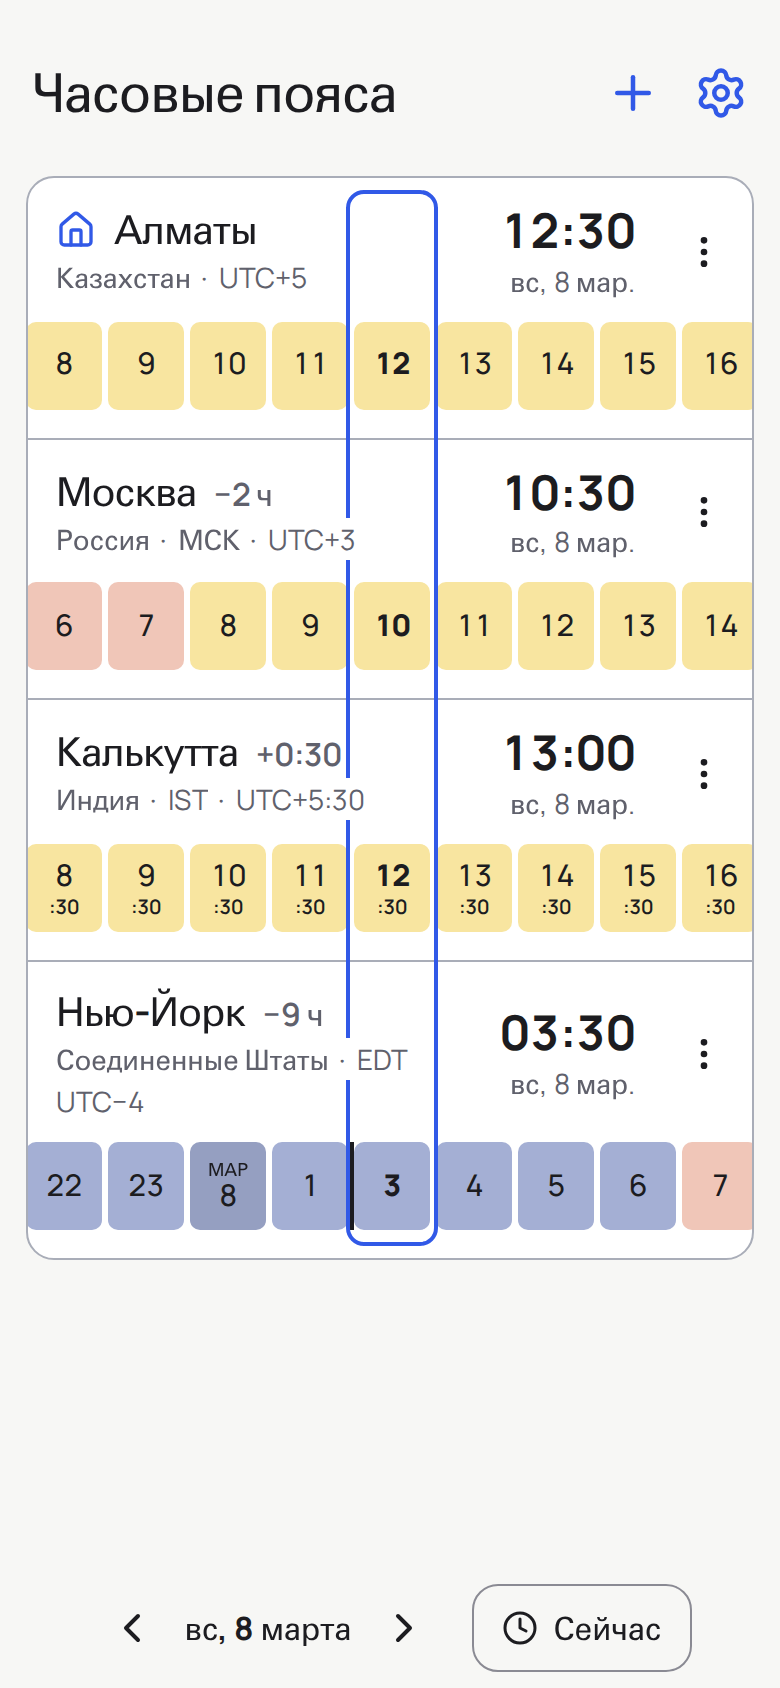 Часовые пояса
Алматы
12:30
Казахстан · UTC+5
вс, 8 мар.
8 9 10 11 12 13 14 15 16
Москва −2 ч
10:30
Россия · МСК · UTC+3
вс, 8 мар.
6 7 8 9 10 11 12 13 14
Калькутта +0:30
13:00
Индия · IST · UTC+5:30
вс, 8 мар.
8 9 10 11 12 13 14 15 16
:30 :30 :30 :30 :30 :30 :30 :30 :30
Нью-Йорк −9 ч
03:30
Соединенные Штаты · EDT
UTC−4
вс, 8 мар.
МАР
22 23 8 1 3 4 5 6 7
вс, 8 марта
Сейчас